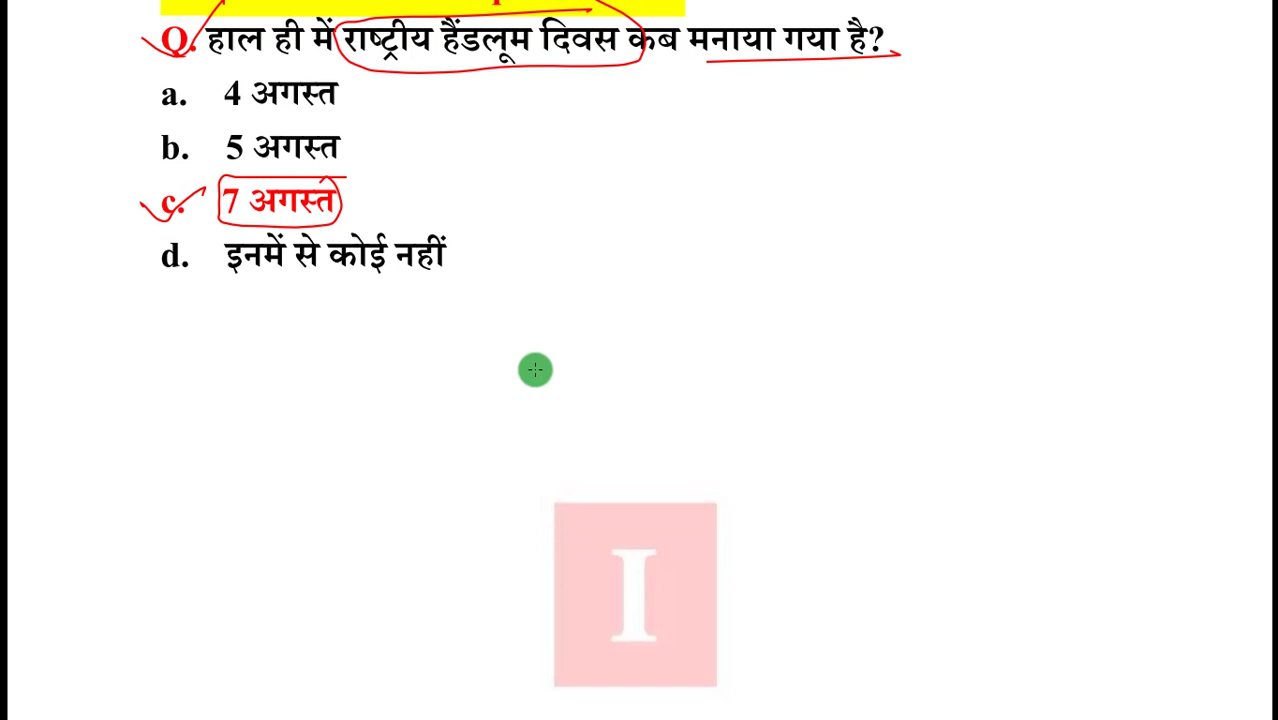 Q. हाल ही में राष्ट्रीय हैंडलूम दिवस कब मनाया गया है?
a. 4 अगस्त
b. 5 अगस्त
c. 7 अगस्त
d. इनमें से कोई नहीं
I